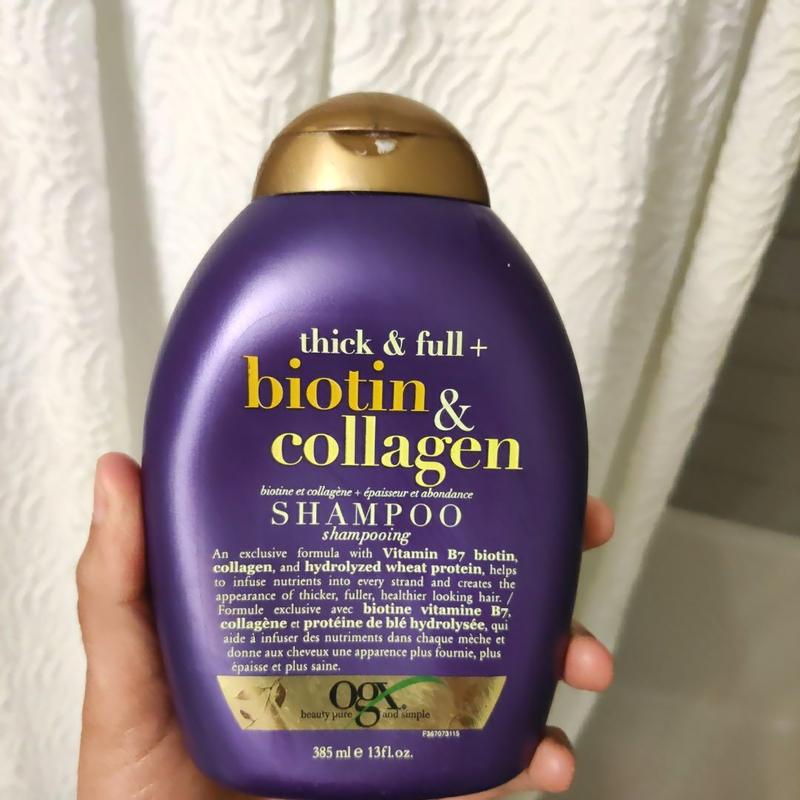 thick & full +
biotin &
collagen
biotine et collagène + épaisseur et abondance
SHAMPOO
shampooing
An exclusive formula with Vitamin B7 biotin,
collagen, and hydrolyzed wheat protein, helps
to infuse nutrients into every strand and creates the
appearance of thicker, fuller, healthier looking hair. /
Formule exclusive avec biotine vitamine B7,
collagène et protéine de blé hydrolysée, qui
aide à infuser des nutriments dans chaque mèche et
donne aux cheveux une apparence plus fournie, plus
épaisse et plus saine.
ogx®
beauty pure and simple
F367073115
385 ml e 13fl.oz.